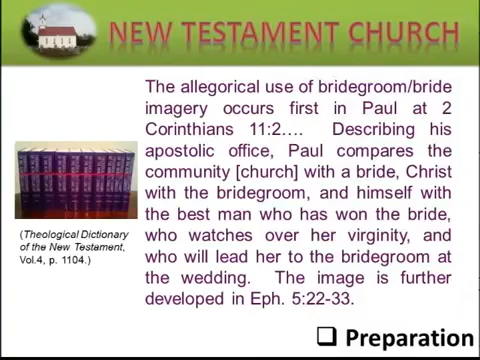 NEW TESTAMENT CHURCH
The allegorical use of bridegroom/bride
imagery occurs first in Paul at 2
Corinthians 11:2…. Describing his
apostolic office, Paul compares the
community [church] with a bride, Christ
with the bridegroom, and himself with
the best man who has won the bride,
who watches over her virginity, and
who will lead her to the bridegroom at
the wedding. The image is further
developed in Eph. 5:22-33.
(Theological Dictionary
of the New Testament,
Vol.4, p. 1104.)
❑ Preparation